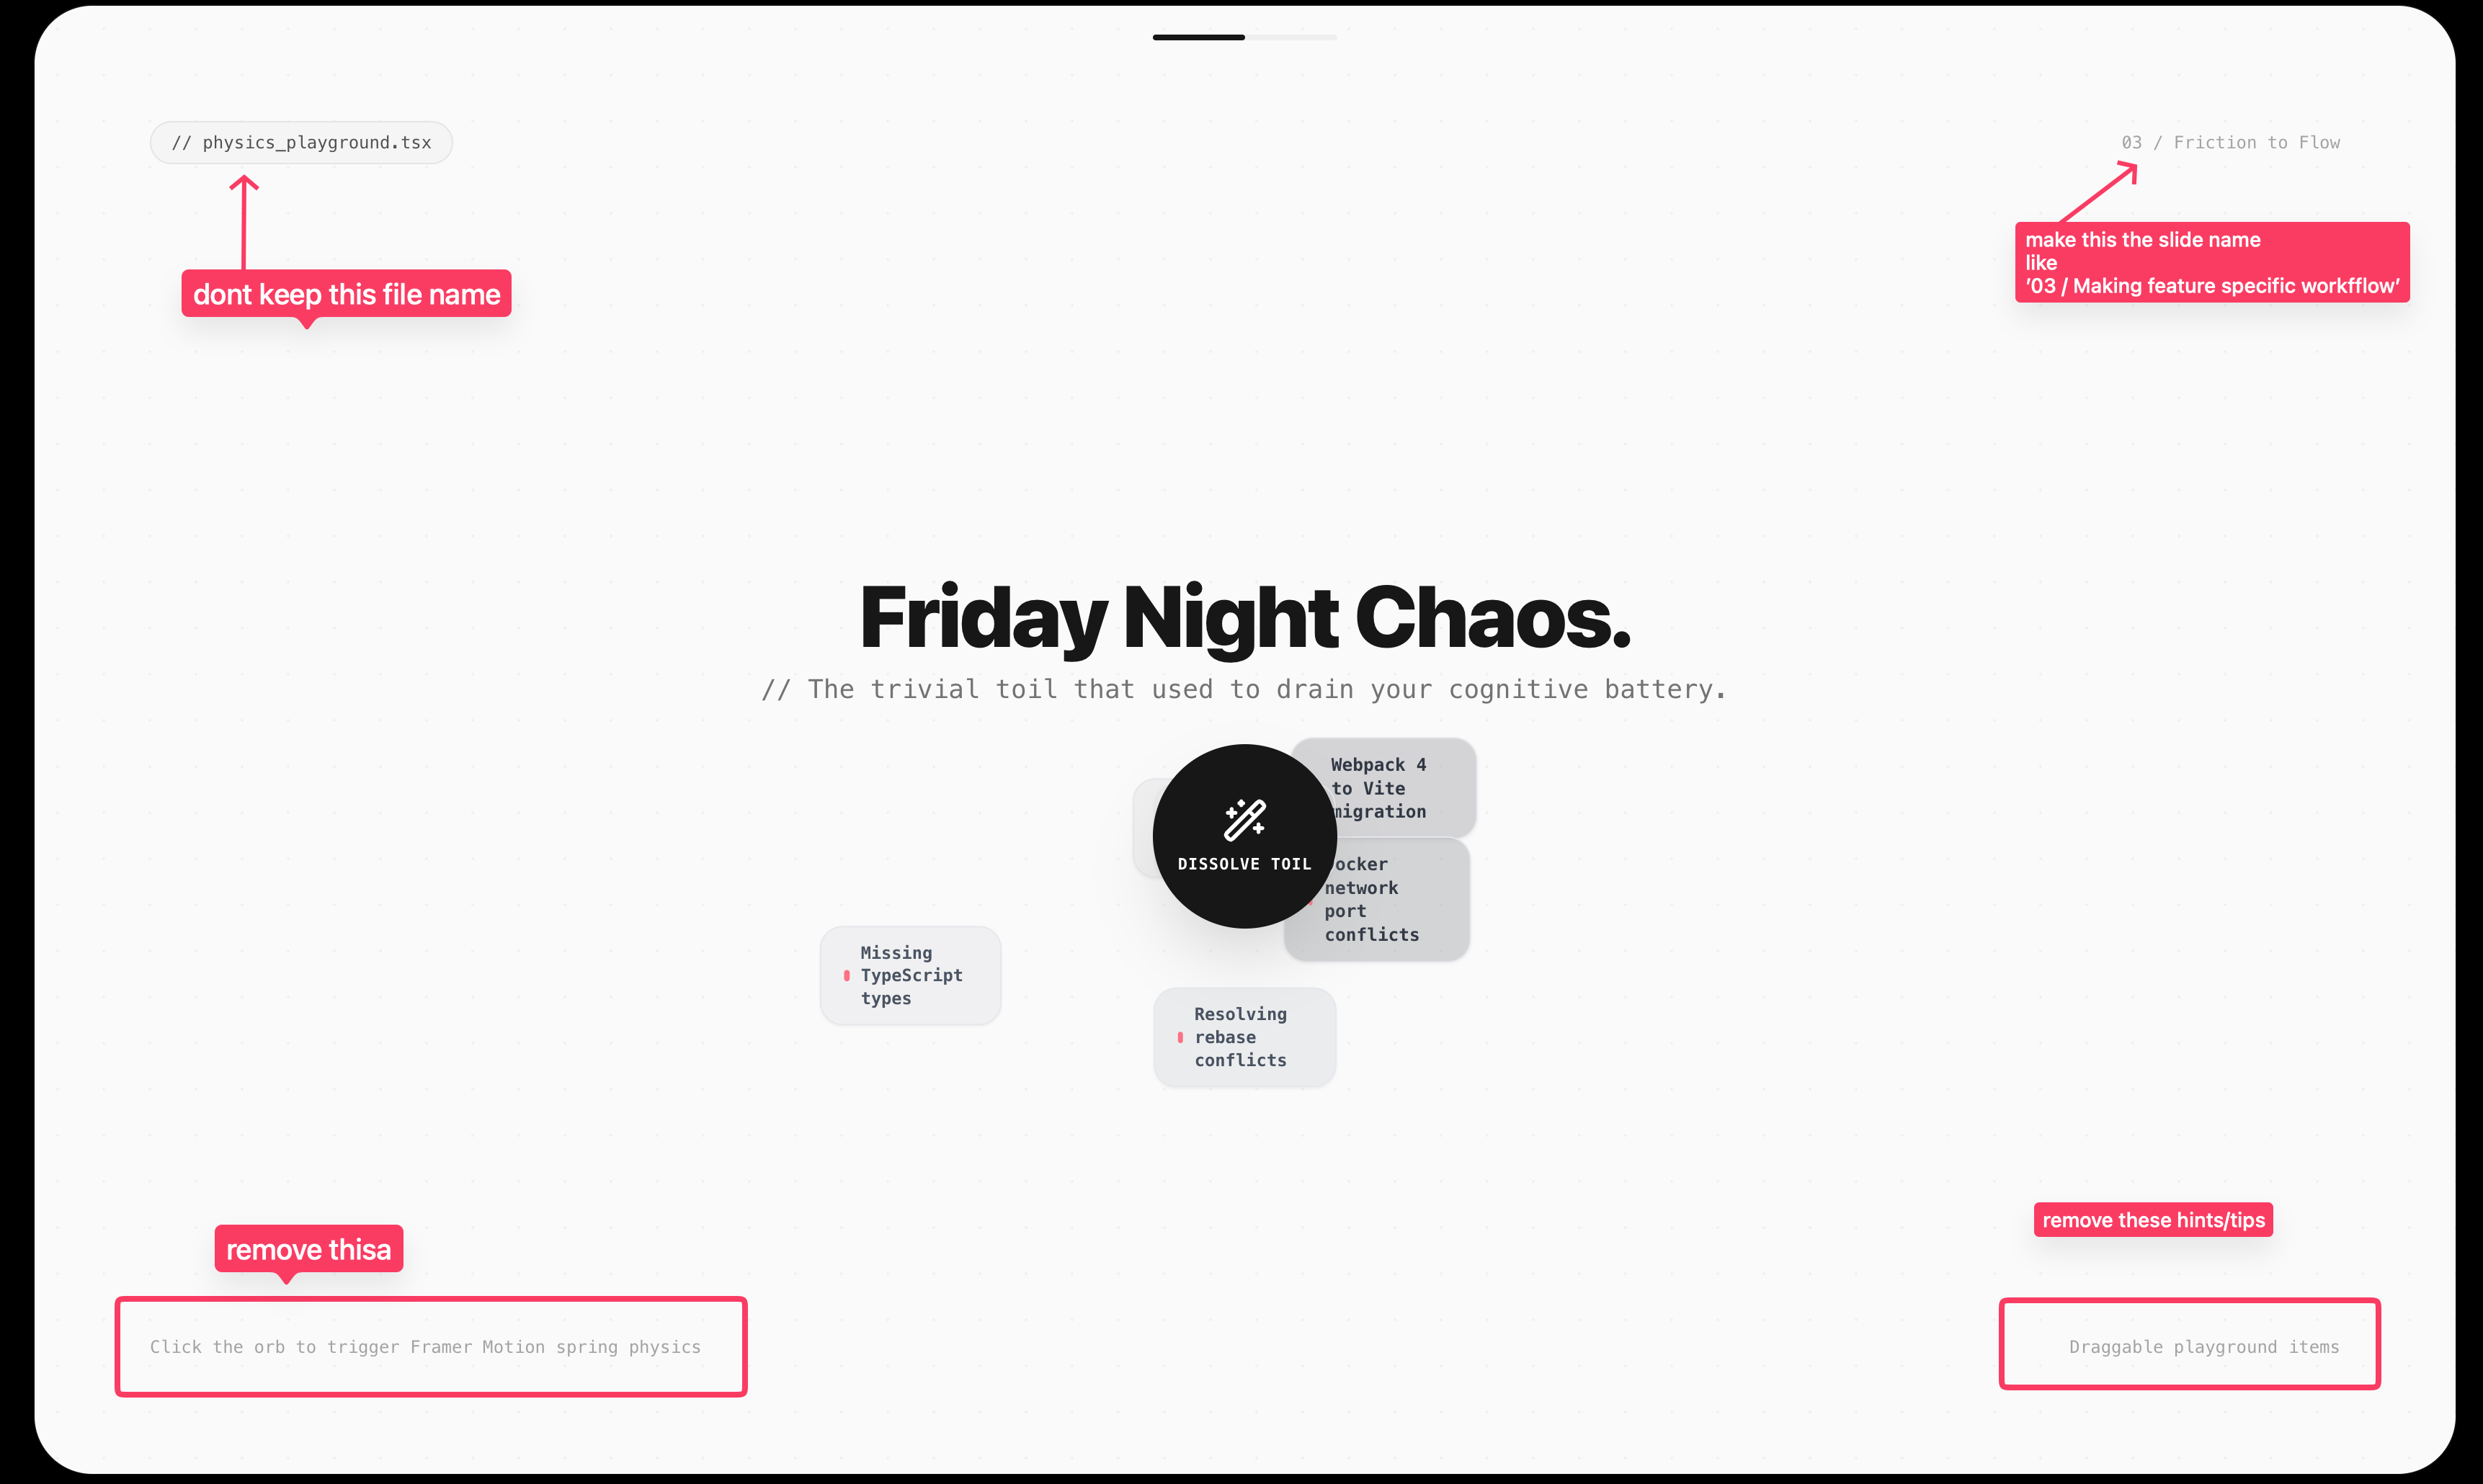 // physics_playground.tsx
03 / Friction to Flow
dont keep this file name
make this the slide name
like
'03 / Making feature specific workfflow'
Friday Night Chaos.
// The trivial toil that used to drain your cognitive battery.
DISSOLVE TOIL
Webpack 4
to Vite
migration
ocker
network
port
conflicts
Missing
TypeScript
types
Resolving
rebase
conflicts
remove thisa
remove these hints/tips
Click the orb to trigger Framer Motion spring physics
Draggable playground items